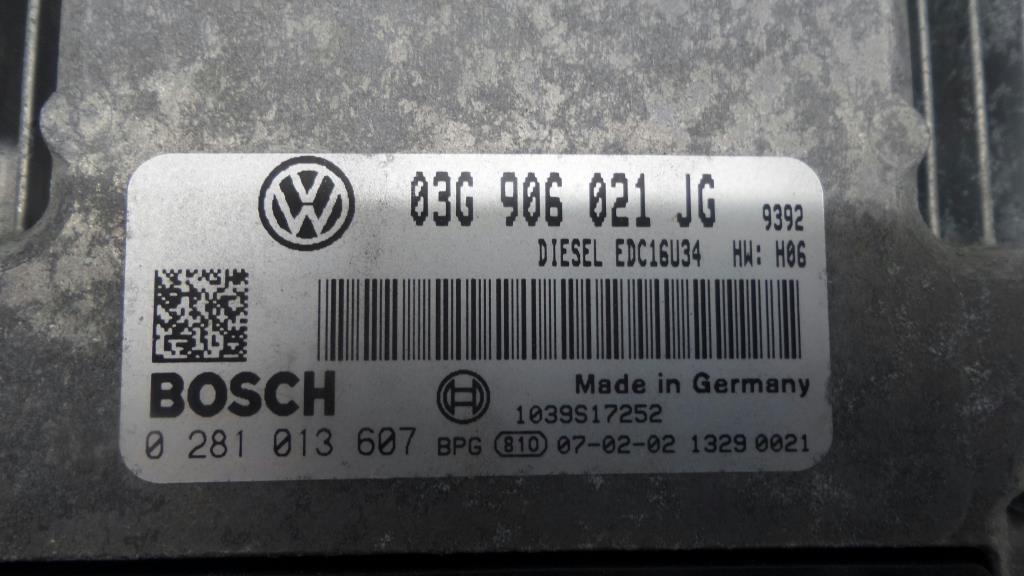 03G 906 021 JG 9392
DIESEL EDC16U34 HW: H06
BOSCH
Made in Germany
1039S17252
0 281 013 607 BPG 810 07-02-02 1329 0021